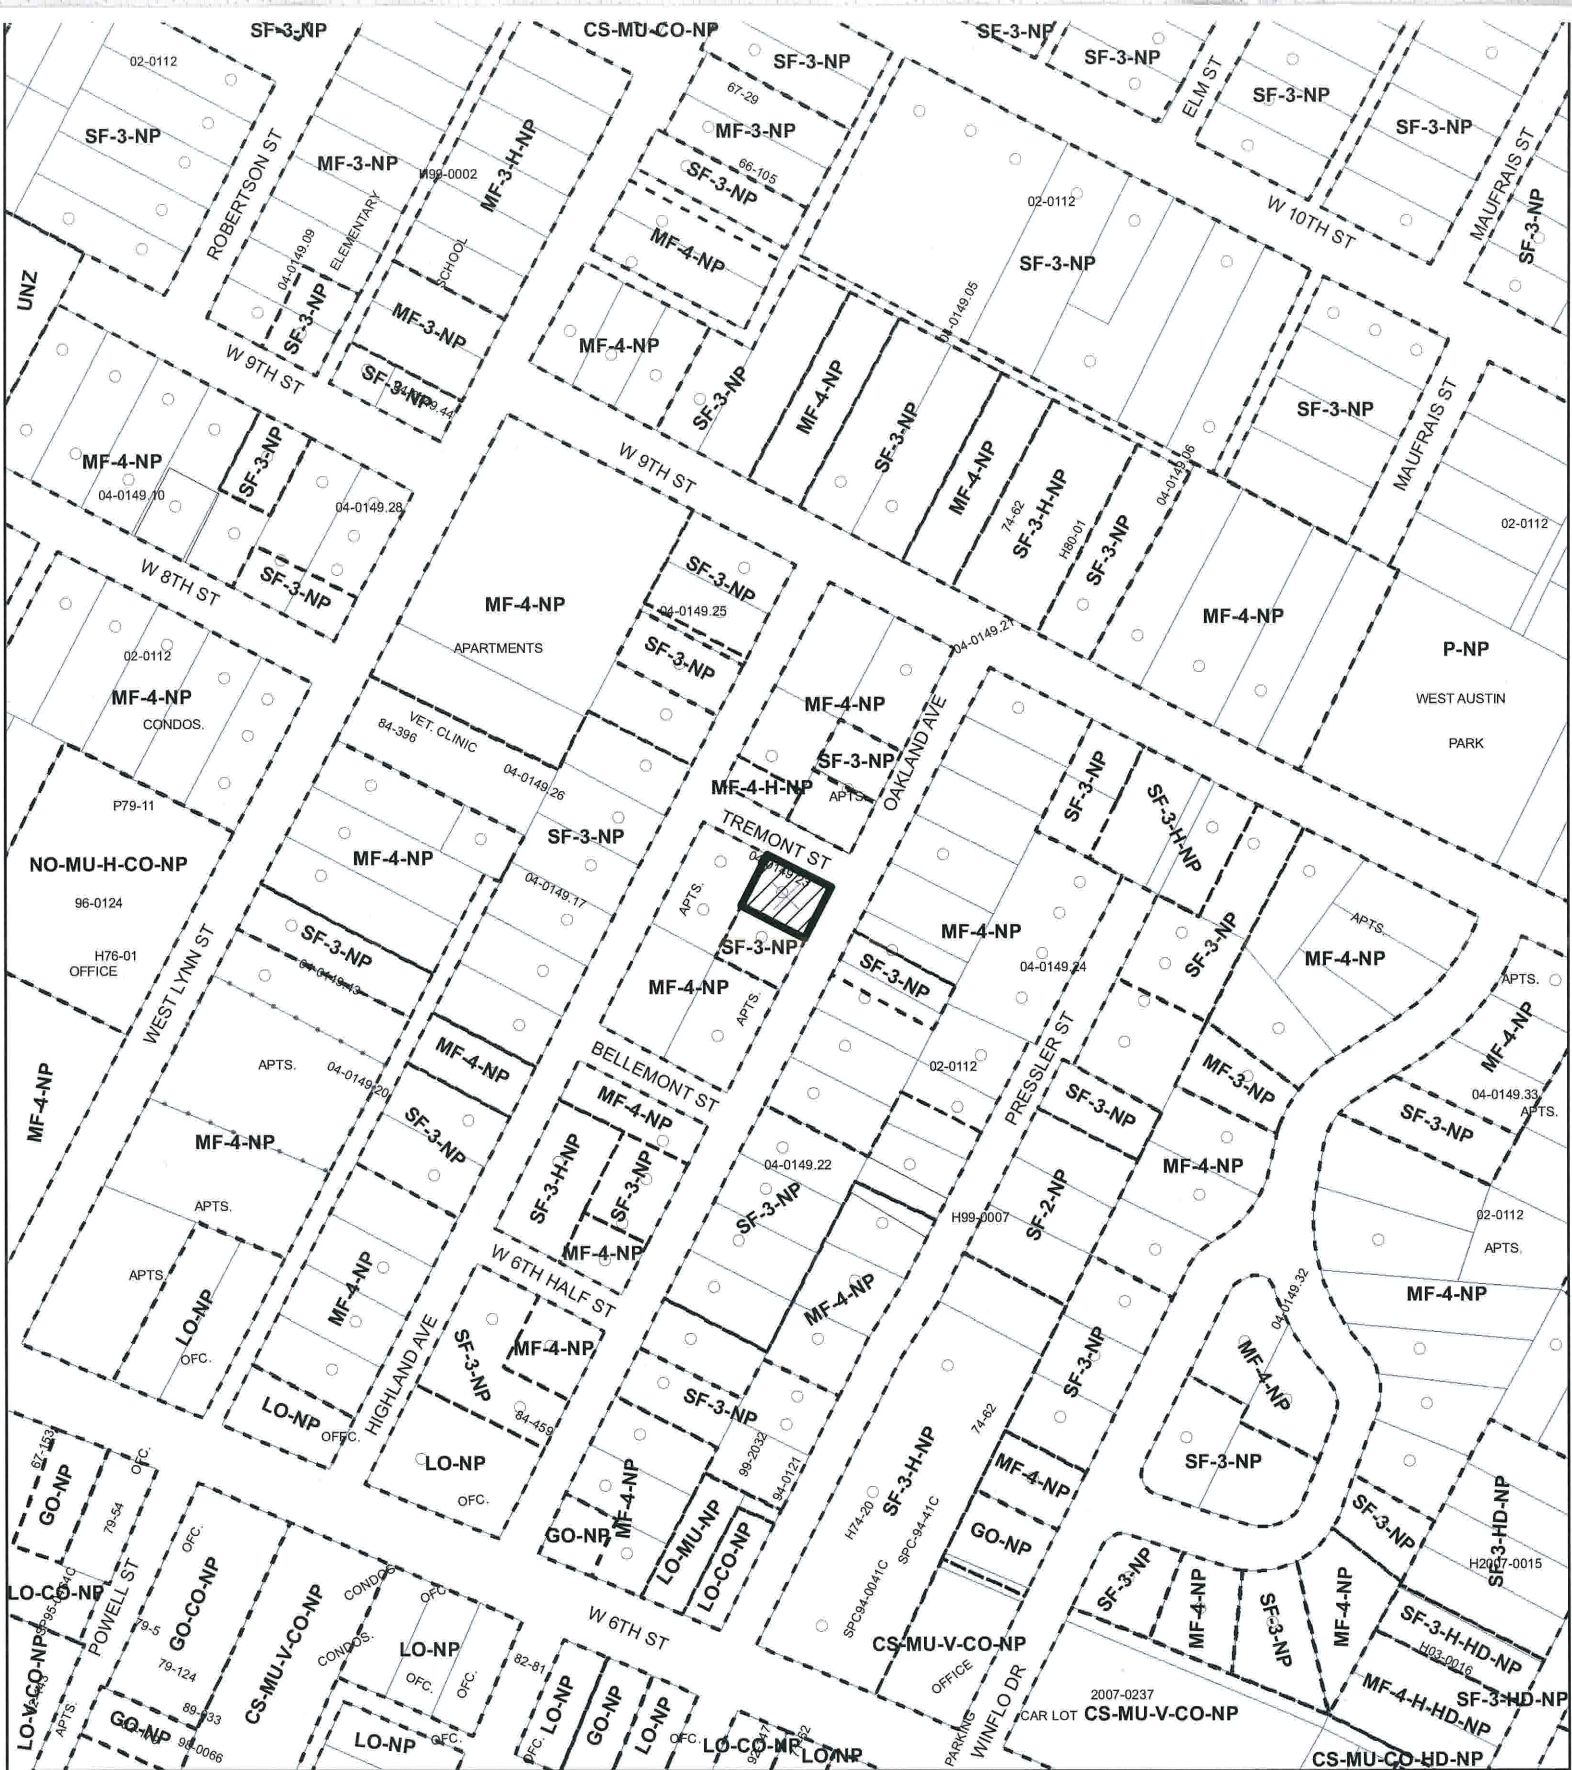 SF-3-NP
CS-MU-CO-NP
SF-3-NP
02-0112
SF-3-NP
SF-3-NP
67-29
SF-3-NP
ELM ST
SF-3-NP
SF-3-NP
MF-3-NP
MF-3-NP
H99-0002
MF-3-H-NP
66-105
SF-3-NP
ROBERTSON ST
02-0112
W 10TH ST
MAUFRAIS ST
SF-3-NP
ELEMENTARY
SCHOOL
04-0149.09
MF-4-NP
SF-3-NP
UNZ
SF-3-NP
MF-3-NP
04-0149.05
MF-4-NP
W 9TH ST
SF-3-NP
SF-3-NP
MF-4-NP
SF-3-NP
MAUFRAIS ST
SF-3-NP
MF-4-NP
04-0149.10
SF-3-NP
04-0149.28
W 9TH ST
MF-4-NP
74-62
SF-3-H-NP
H80-01
SF-3-NP
04-0149.06
02-0112
W 8TH ST
SF-3-NP
MF-4-NP
APARTMENTS
SF-3-NP
04-0149.25
SF-3-NP
04-0149.21
MF-4-NP
P-NP
WEST AUSTIN
PARK
02-0112
MF-4-NP
CONDOS.
VET. CLINIC
84-396
04-0149.26
MF-4-NP
SF-3-NP
MF-4-H-NP
APTS.
OAKLAND AVE
SF-3-NP
SF-3-H-NP
P79-11
NO-MU-H-CO-NP
96-0124
H76-01
OFFICE
MF-4-NP
SF-3-NP
04-0149.17
TREMONT ST
04-0149.23
APTS.
SF-3-NP
MF-4-NP
APTS.
MF-4-NP
SF-3-NP
04-0149.24
SF-3-NP
APTS.
MF-4-NP
WEST LYNN ST
SF-3-NP
04-0149.43
APTS.
MF-4-NP
MF-4-NP
APTS.
04-0149.20
MF-4-NP
BELLEMONT ST
MF-4-NP
02-0112
PRESSLER ST
SF-3-NP
MF-3-NP
SF-3-NP
04-0149.33
APTS.
MF-4-NP
SF-3-NP
SF-3-H-NP
SF-3-NP
04-0149.22
SF-3-NP
MF-4-NP
APTS.
H99-0007
SF-2-NP
02-0112
APTS.
MF-4-NP
W 6TH HALF ST
APTS.
LO-NP
OFC.
MF-4-NP
MF-4-NP
04-0149.32
MF-4-NP
HIGHLAND AVE
SF-3-NP
MF-4-NP
SF-3-NP
MF-4-NP
LO-NP
OFFC.
84-459
SF-3-NP
74-62
67-153
GO-NP
OFC.
LO-NP
OFC.
99-2032
94-0121
SF-3-H-NP
MF-4-NP
SF-3-NP
SF-3-NP
SF-3-HD-NP
79-54
OFC.
GO-NP
MF-4-NP
LO-MU-NP
LO-CO-NP
H74-20
SPC-94-41C
GO-NP
H2007-0015
LO-CO-NP
POWELL ST
GO-CO-NP
CS-MU-V-CO-NP
CONDOS
OFC.
W 6TH ST
SPC94-0041C
SF-3-NP
MF-4-NP
SF-3-NP
MF-4-NP
SF-3-H-HD-NP
H03-0016
79-5
79-124
CONDOS.
LO-NP
OFC.
OFC.
82-81
CS-MU-V-CO-NP
OFFICE
LO-V-CO-NP
APTS.
GO-NP
98-0066
LO-NP
OFC.
OFC.
LO-NP
GO-NP
LO-NP
OFC.
LO-CO-NP
LO-NP
PARKING
WINFLO DR
2007-0237
CAR LOT
CS-MU-V-CO-NP
MF-4-H-HD-NP
SF-3-HD-NP
CS-MU-CO-HD-NP